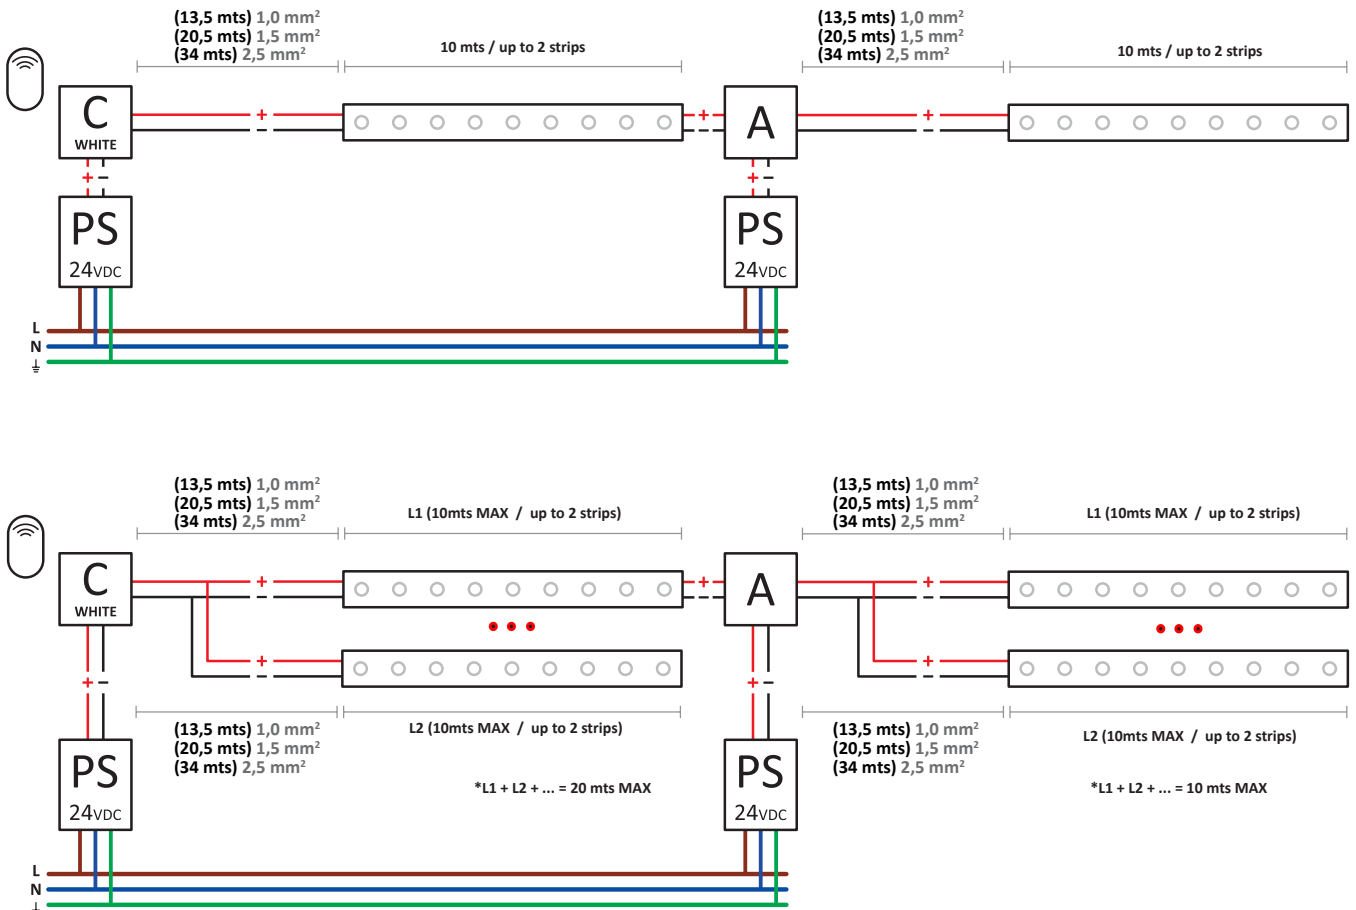 (13,5 mts) 1,0 mm²
(20,5 mts) 1,5 mm²
(34 mts) 2,5 mm²
10 mts / up to 2 strips
(13,5 mts) 1,0 mm²
(20,5 mts) 1,5 mm²
(34 mts) 2,5 mm²
10 mts / up to 2 strips
C
WHITE
+
−
+
−
A
+
−
+ −
PS
24VDC
+ −
PS
24VDC
L
N
(13,5 mts) 1,0 mm²
(20,5 mts) 1,5 mm²
(34 mts) 2,5 mm²
L1 (10mts MAX / up to 2 strips)
(13,5 mts) 1,0 mm²
(20,5 mts) 1,5 mm²
(34 mts) 2,5 mm²
L1 (10mts MAX / up to 2 strips)
C
WHITE
+
−
+
−
A
+
−
+
−
+
−
+ −
+ −
(13,5 mts) 1,0 mm²
(20,5 mts) 1,5 mm²
(34 mts) 2,5 mm²
L2 (10mts MAX / up to 2 strips)
(13,5 mts) 1,0 mm²
(20,5 mts) 1,5 mm²
(34 mts) 2,5 mm²
L2 (10mts MAX / up to 2 strips)
PS
24VDC
*L1 + L2 + ... = 20 mts MAX
PS
24VDC
*L1 + L2 + ... = 10 mts MAX
L
N